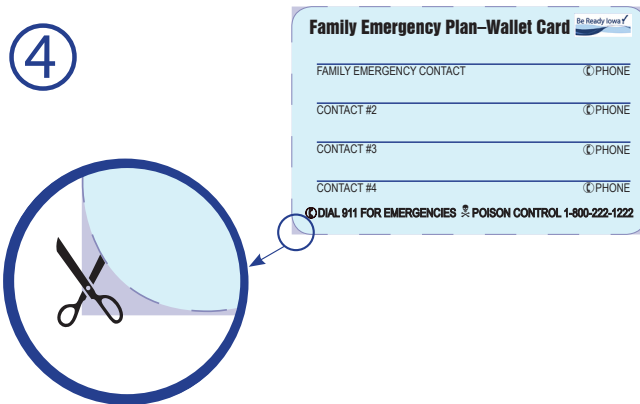 4
Family Emergency Plan–Wallet Card
Be Ready Iowa
FAMILY EMERGENCY CONTACT PHONE
CONTACT #2 PHONE
CONTACT #3 PHONE
CONTACT #4 PHONE
DIAL 911 FOR EMERGENCIES POISON CONTROL 1-800-222-1222